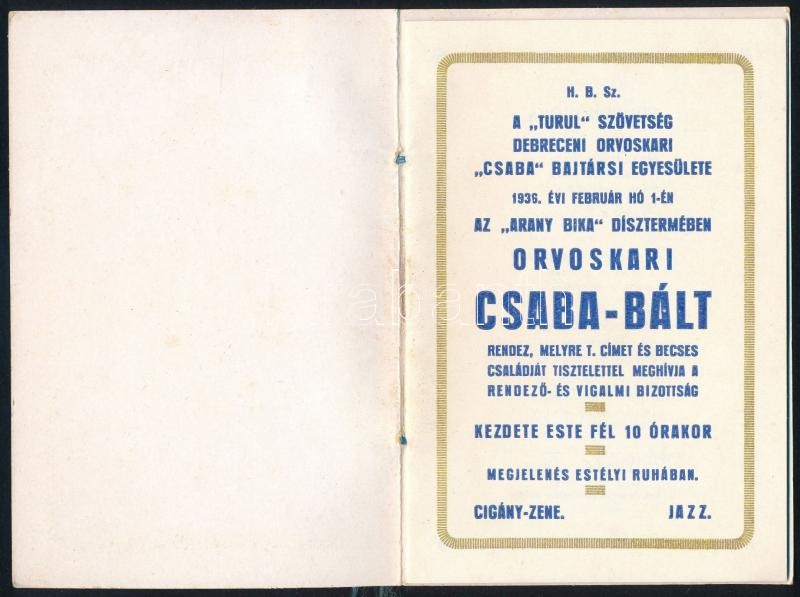 H. B. Sz.
A „TURUL" SZÖVETSÉG
DEBRECENI ORVOSKARI
„CSABA" BAJTÁRSI EGYESÜLETE
1936. ÉVI FEBRUÁR HÓ 1-ÉN
AZ „ARANY BIKA" DÍSZTERMÉBEN
ORVOSKARI
CSABA-BÁLT
RENDEZ, MELYRE T. CÍMET ÉS BECSES
CSALÁDJÁT TISZTELETTEL MEGHÍVJA A
RENDEZŐ- ÉS VIGALMI BIZOTTSÁG
KEZDETE ESTE FÉL 10 ÓRAKOR
MEGJELENÉS ESTÉLYI RUHÁBAN.
CIGÁNY-ZENE. JAZZ.